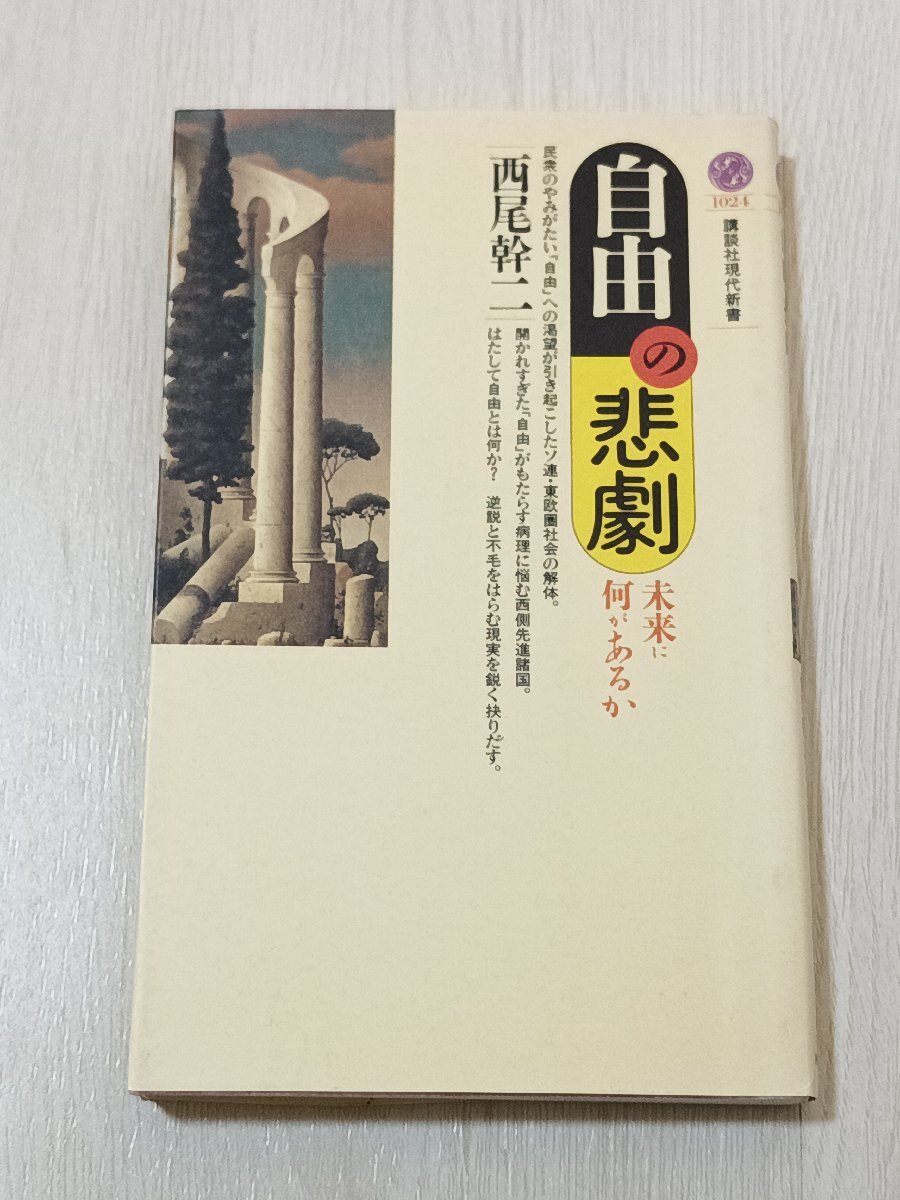 1024
講談社現代新書
自由の悲劇
未来に
何があるか
民衆のやみがたい「自由」への渇望が引き起こしたソ連・東欧圏社会の解体。
開かれすぎた「自由」がもたらす病理に悩む西側先進諸国。
はたして自由とは何か? 逆説と不毛をはらむ現実を鋭く抉りだす。
西尾幹二